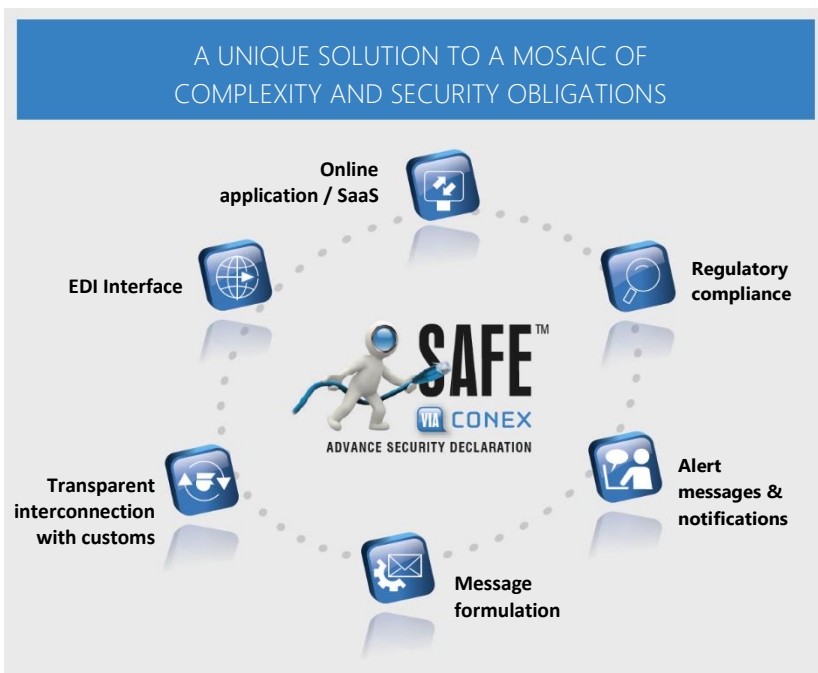 A UNIQUE SOLUTION TO A MOSAIC OF
COMPLEXITY AND SECURITY OBLIGATIONS
Online
application / SaaS
EDI Interface
Regulatory
compliance
SAFE™
VIA CONEX
ADVANCE SECURITY DECLARATION
Transparent
interconnection
with customs
Alert
messages &
notifications
Message
formulation